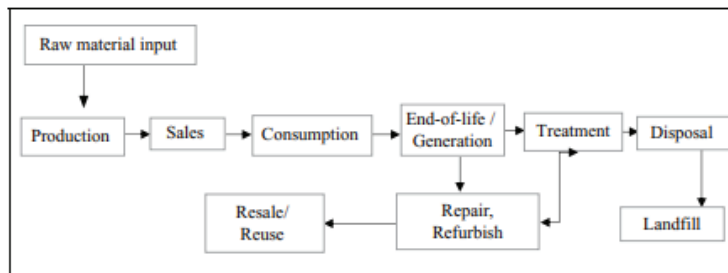 Raw material input
Production
Sales
Consumption
End-of-life /
Generation
Treatment
Disposal
Resale/
Reuse
Repair,
Refurbish
Landfill